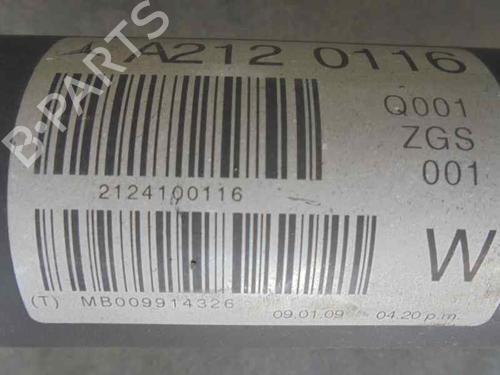 A212 0116
Q001
ZGS
001
2124100116
W
(T) MB009914326
09.01.09 04.20 p.m.
B-PARTS